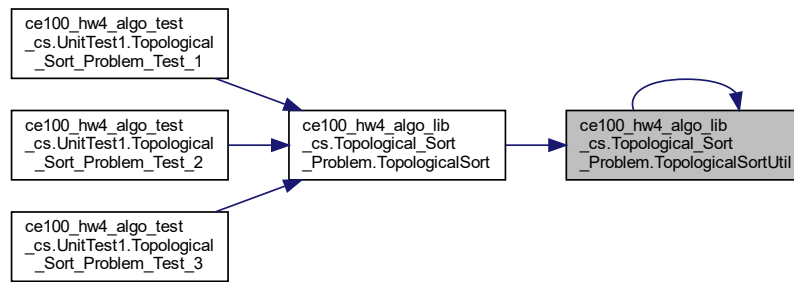 ce100_hw4_algo_test
_cs.UnitTest1.Topological
_Sort_Problem_Test_1
ce100_hw4_algo_test
_cs.UnitTest1.Topological
_Sort_Problem_Test_2
ce100_hw4_algo_test
_cs.UnitTest1.Topological
_Sort_Problem_Test_3
ce100_hw4_algo_lib
_cs.Topological_Sort
_Problem.TopologicalSort
ce100_hw4_algo_lib
_cs.Topological_Sort
_Problem.TopologicalSortUtil